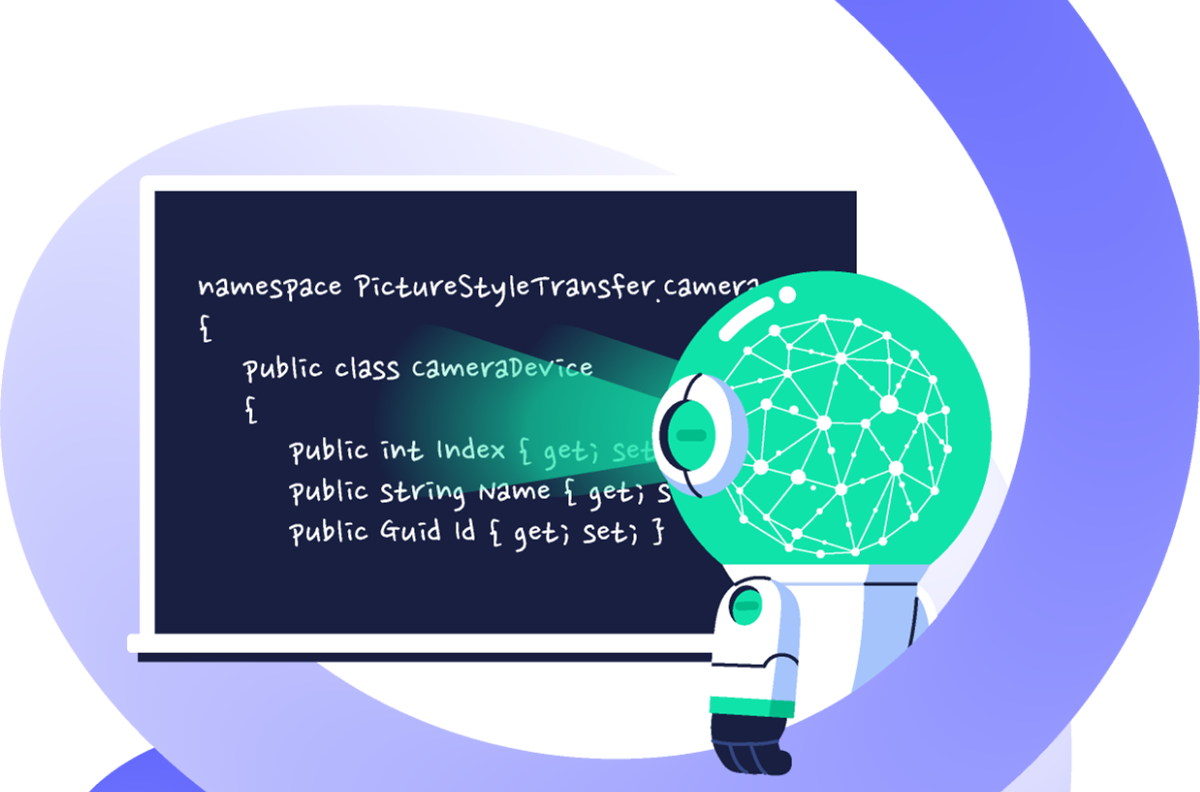 namespace PictureStyleTransfer.Camera
{
public class CameraDevice
{
public int Index { get; set
public string Name { get; s
public Guid Id { get; set; }